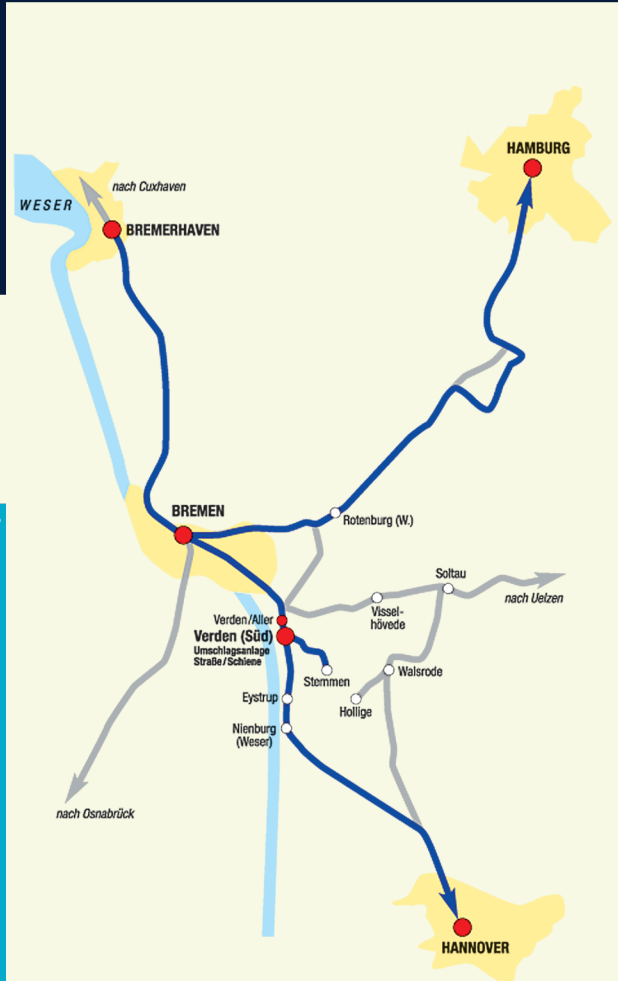 HAMBURG
nach Cuxhaven
WESER
BREMERHAVEN
BREMEN
Rotenburg (W.)
Soltau
nach Uelzen
Vissel-
hövede
Verden/Aller
Verden (Süd)
Umschlagsanlage
Straße/Schiene
Walsrode
Stemmen
Eystrup
Hollige
Nienburg
(Weser)
nach Osnabrück
HANNOVER